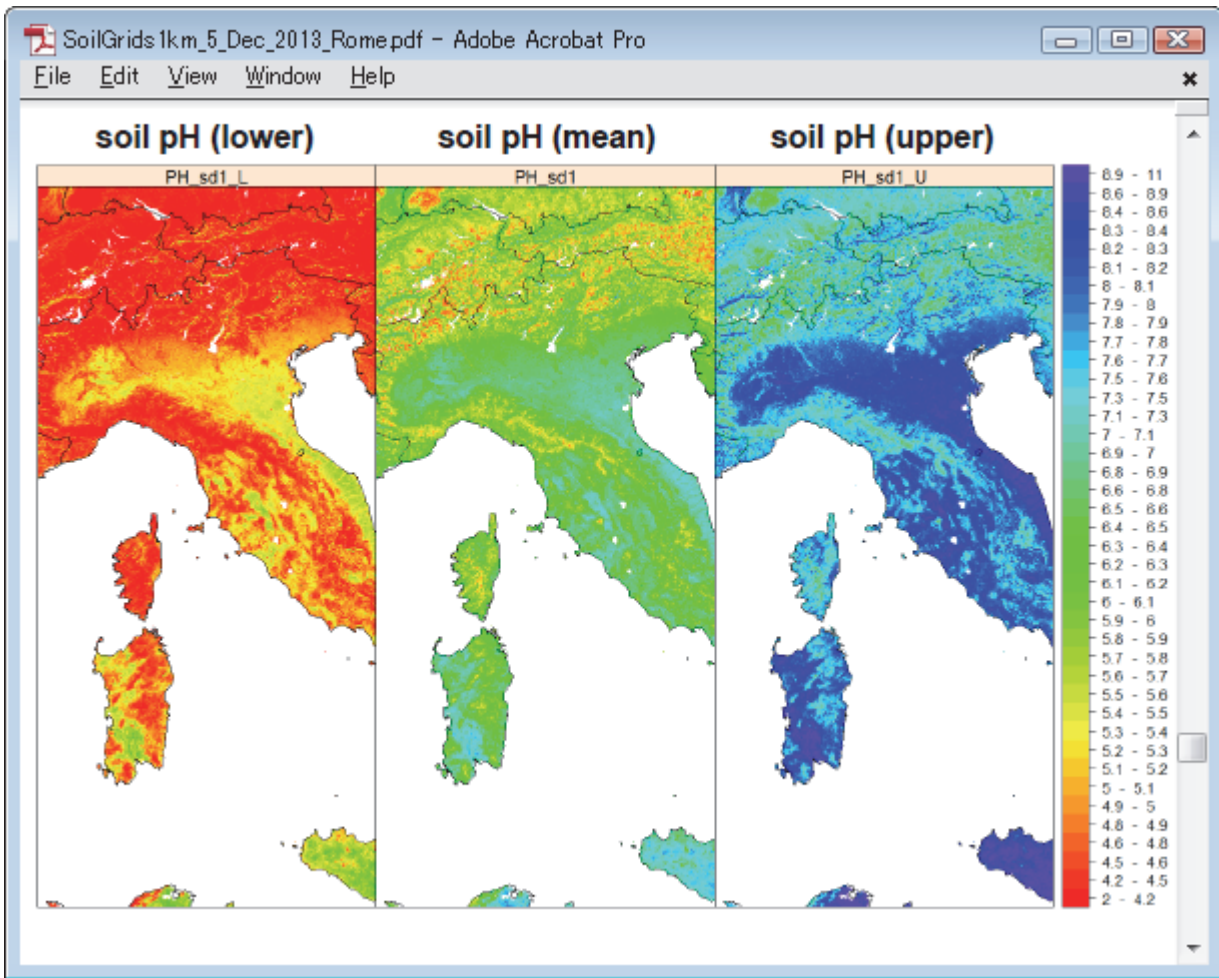 SoilGrids1km_5_Dec_2013_Rome.pdf - Adobe Acrobat Pro
File Edit View Window Help
soil pH (lower) soil pH (mean) soil pH (upper)
PH_sd1_L PH_sd1 PH_sd1_U
8.9 - 11
8.6 - 8.9
8.4 - 8.6
8.3 - 8.4
8.2 - 8.3
8.1 - 8.2
8 - 8.1
7.9 - 8
7.8 - 7.9
7.7 - 7.8
7.6 - 7.7
7.5 - 7.6
7.3 - 7.5
7.1 - 7.3
7 - 7.1
6.9 - 7
6.8 - 6.9
6.6 - 6.8
6.5 - 6.6
6.4 - 6.5
6.3 - 6.4
6.2 - 6.3
6.1 - 6.2
6 - 6.1
5.9 - 6
5.8 - 5.9
5.7 - 5.8
5.6 - 5.7
5.5 - 5.6
5.4 - 5.5
5.3 - 5.4
5.2 - 5.3
5.1 - 5.2
5 - 5.1
4.9 - 5
4.8 - 4.9
4.6 - 4.8
4.5 - 4.6
4.2 - 4.5
2 - 4.2